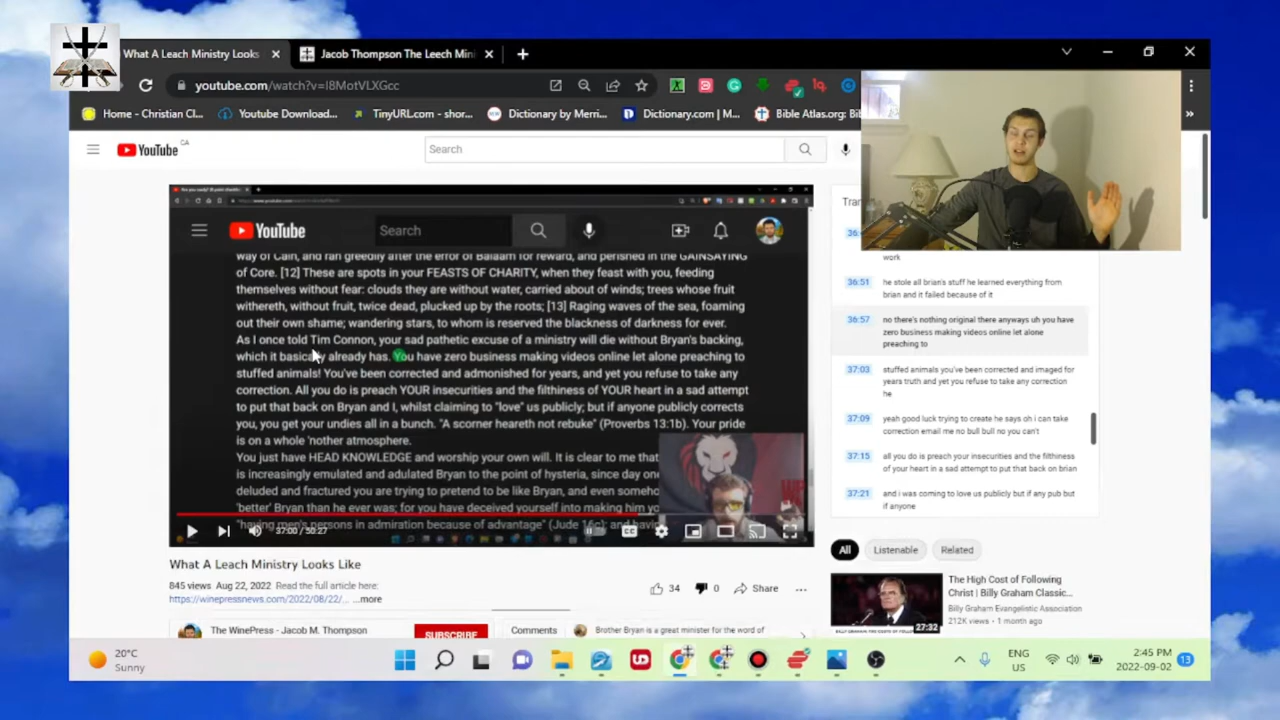 What A Leach Ministry Looks
Jacob Thompson The Leech Min
youtube.com/watch?v=I8MotVLXGcc
Home - Christian Cl...
Youtube Download...
TinyURL.com - shor...
Dictionary by Merri...
Dictionary.com | M...
Bible Atlas.org: Bi
YouTube CA
Search
YouTube
Search
way of Cain, and ran greedily after the error of Balaam for reward, and perished in the GAINSAYING
of Core. [12] These are spots in your FEASTS OF CHARITY, when they feast with you, feeding
themselves without fear: clouds they are without water, carried about of winds; trees whose fruit
withereth, without fruit, twice dead, plucked up by the roots; [13] Raging waves of the sea, foaming
out their own shame; wandering stars, to whom is reserved the blackness of darkness for ever.
As I once told Tim Connon, your sad pathetic excuse of a ministry will die without Bryan's backing,
which it basically already has. You have zero business making videos online let alone preaching to
stuffed animals! You've been corrected and admonished for years, and yet you refuse to take any
correction. All you do is preach YOUR insecurities and the filthiness of YOUR heart in a sad attempt
to put that back on Bryan and I, whilst claiming to "love" us publicly; but if anyone publicly corrects
you, you get your undies all in a bunch. "A scorner heareth not rebuke" (Proverbs 13:1b). Your pride
is on a whole 'nother atmosphere.
You just have HEAD KNOWLEDGE and worship your own will. It is clear to me that
is increasingly emulated and adulated Bryan to the point of hysteria, since day one
deluded and fractured you are trying to pretend to be like Bryan, and even someho
'better' Bryan than he ever was; for you have deceived yourself into making him yo
"having men's persons in admiration because of advantage" (Jude 16c); and havin
37:00 / 50:27
Tran
36:
work
36:51
he stole all brian's stuff he learned everything from
brian and it failed because of it
36:57
no there's nothing original there anyways uh you have
zero business making videos online let alone
preaching to
37:03
stuffed animals you've been corrected and imaged for
years truth and yet you refuse to take any correction
he
37:09
yeah good luck trying to create he says oh i can take
correction email me no bull bull no you can't
37:15
all you do is preach your insecurities and the filthiness
of your heart in a sad attempt to put that back on brian
37:21
and i was coming to love us publicly but if any pub but
if anyone
All
Listenable
Related
The High Cost of Following
Christ | Billy Graham Classic...
Billy Graham Evangelistic Association
212K views • 1 month ago
27:32
What A Leach Ministry Looks Like
845 views Aug 22, 2022 Read the full article here:
https://winepressnews.com/2022/08/22/... ...more
34
0
Share
The WinePress - Jacob M. Thompson
SUBSCRIBE
Comments
Brother Bryan is a great minister for the word of
20°C
Sunny
ENG
US
2:45 PM
2022-09-02
13